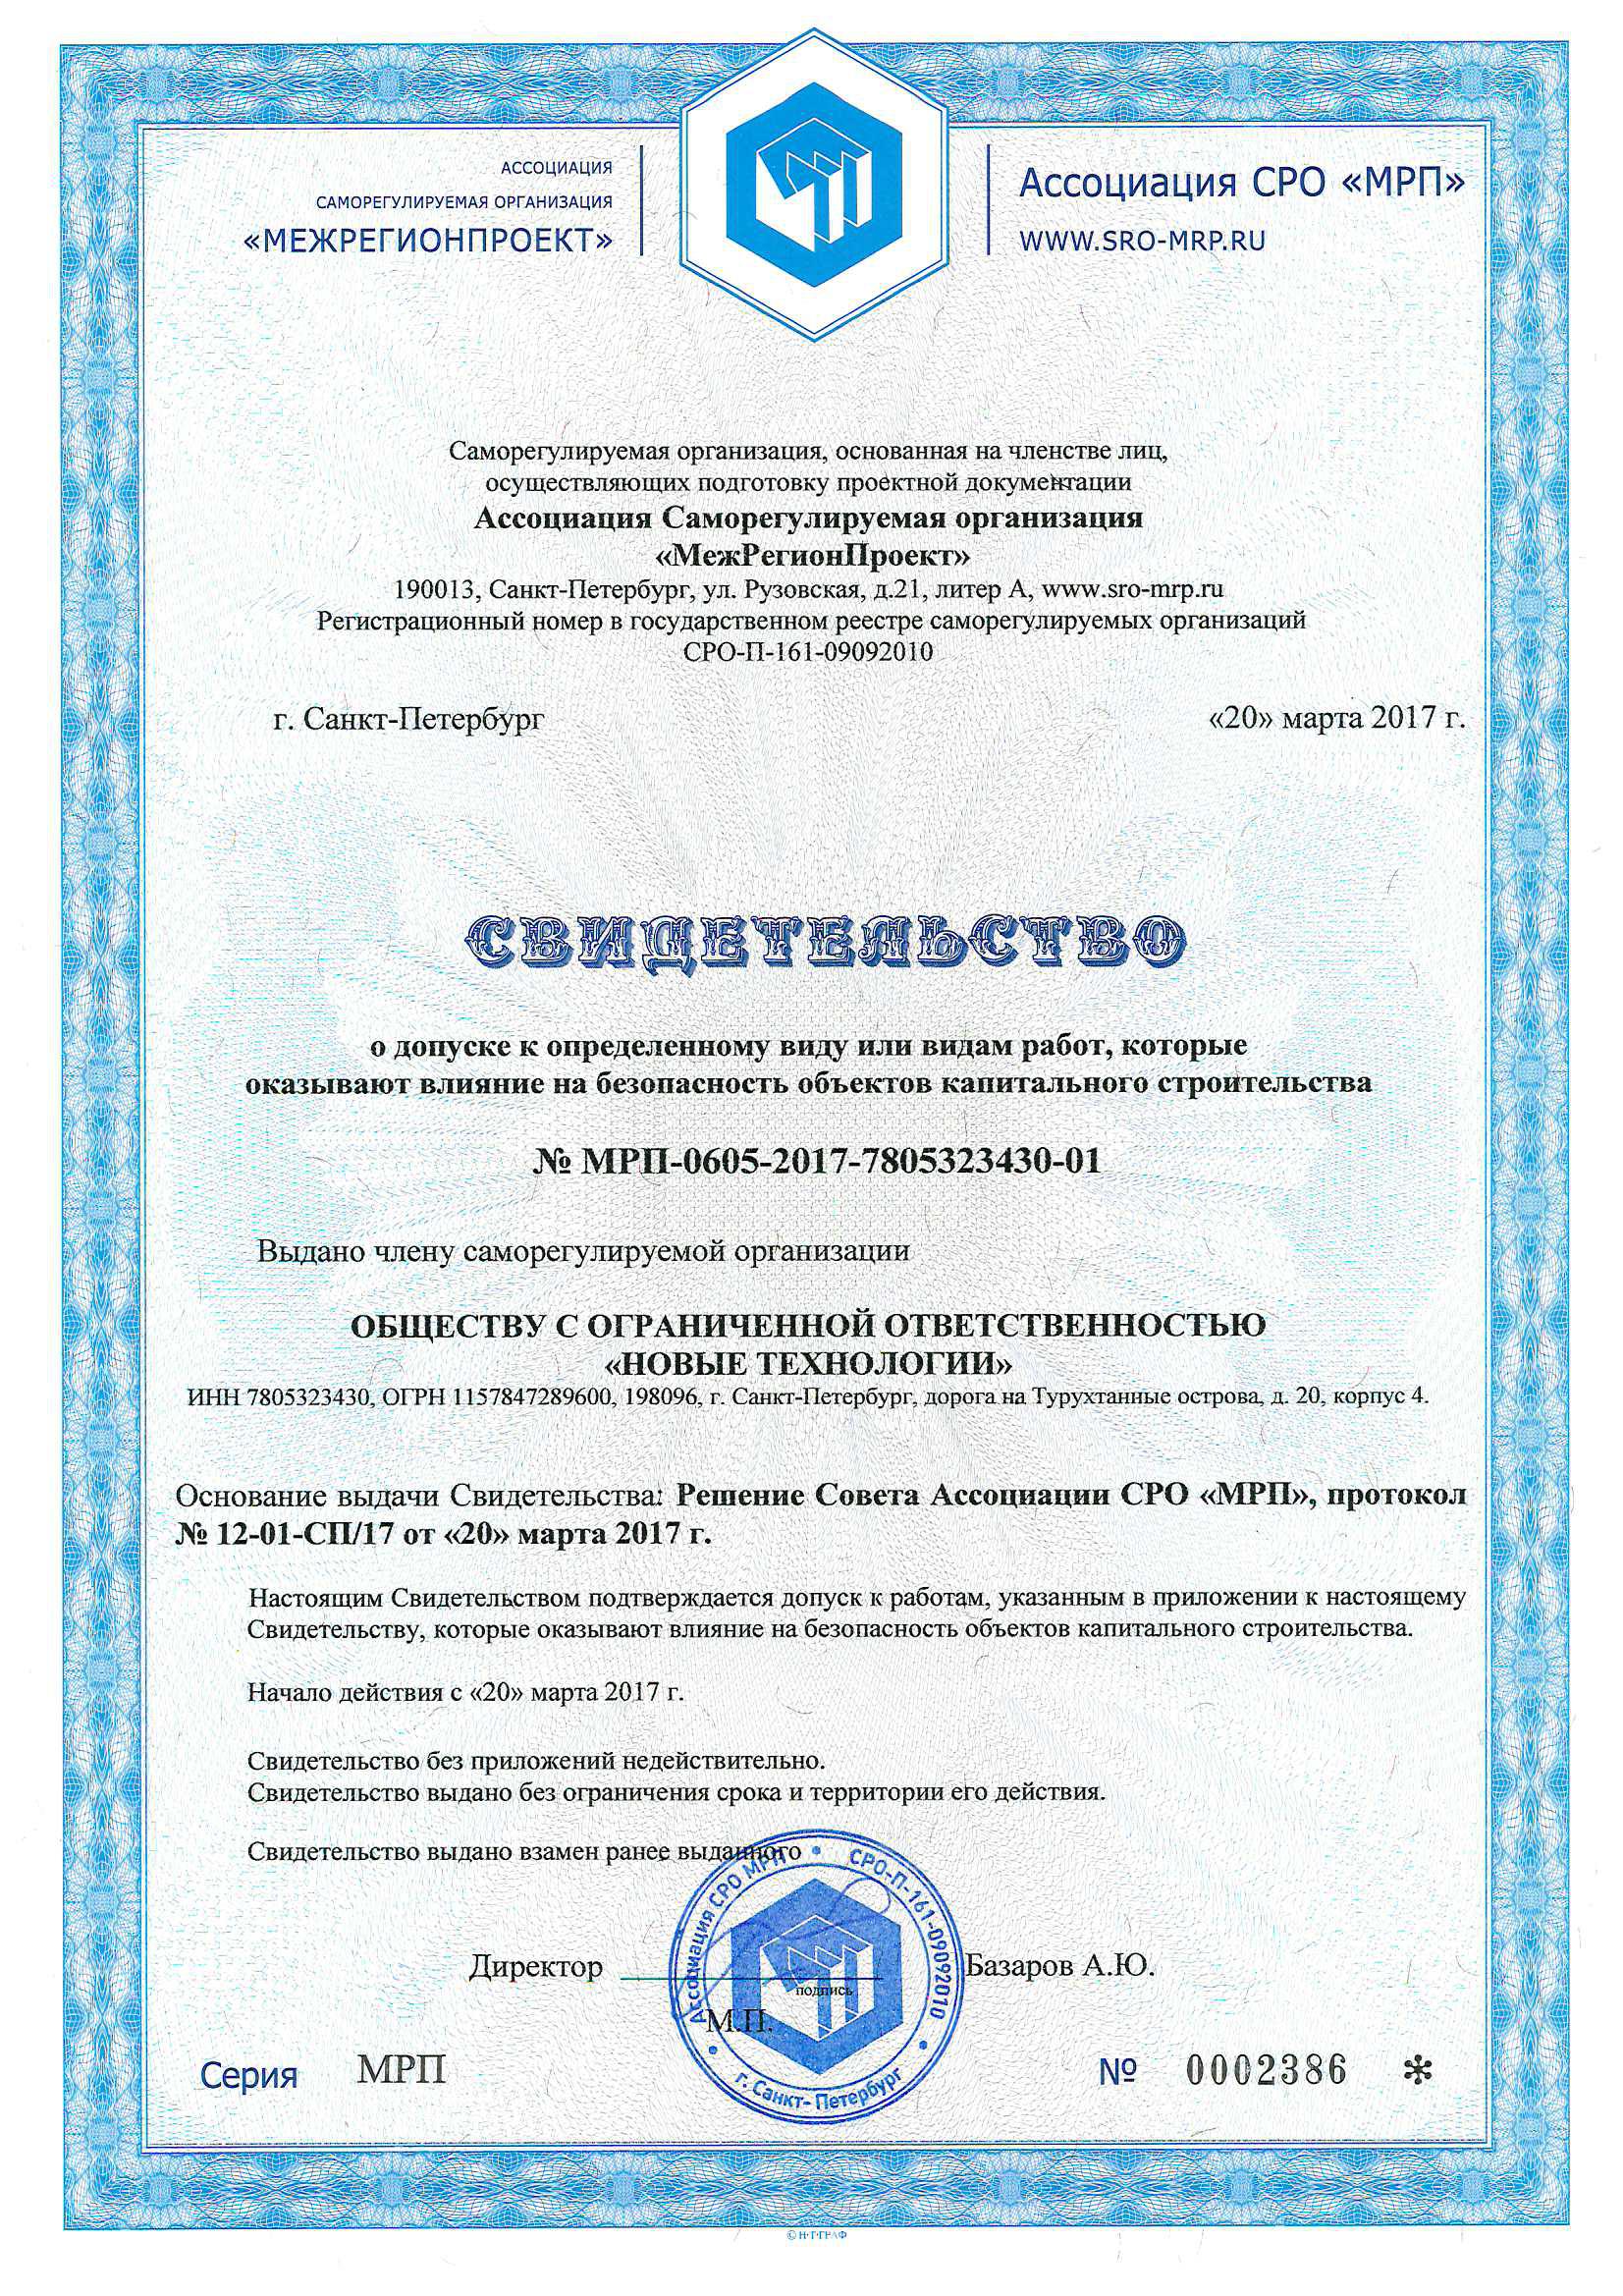 АССОЦИАЦИЯ
САМОРЕГУЛИРУЕМАЯ ОРГАНИЗАЦИЯ
«МЕЖРЕГИОНПРОЕКТ»
Ассоциация СРО «МРП»
WWW.SRO-MRP.RU
Саморегулируемая организация, основанная на членстве лиц,
осуществляющих подготовку проектной документации
Ассоциация Саморегулируемая организация
«МежРегионПроект»
190013, Санкт-Петербург, ул. Рузовская, д.21, литер А, www.sro-mrp.ru
Регистрационный номер в государственном реестре саморегулируемых организаций
СРО-П-161-09092010
г. Санкт-Петербург
«20» марта 2017 г.
СВИДЕТЕЛЬСТВО
о допуске к определенному виду или видам работ, которые
оказывают влияние на безопасность объектов капитального строительства
№ МРП-0605-2017-7805323430-01
Выдано члену саморегулируемой организации
ОБЩЕСТВУ С ОГРАНИЧЕННОЙ ОТВЕТСТВЕННОСТЬЮ
«НОВЫЕ ТЕХНОЛОГИИ»
ИНН 7805323430, ОГРН 1157847289600, 198096, г. Санкт-Петербург, дорога на Турухтанные острова, д. 20, корпус 4.
Основание выдачи Свидетельства: Решение Совета Ассоциации СРО «МРП», протокол
№ 12-01-СП/17 от «20» марта 2017 г.
Настоящим Свидетельством подтверждается допуск к работам, указанным в приложении к настоящему
Свидетельству, которые оказывают влияние на безопасность объектов капитального строительства.
Начало действия с «20» марта 2017 г.
Свидетельство без приложений недействительно.
Свидетельство выдано без ограничения срока и территории его действия.
Свидетельство выдано взамен ранее выданного
Ассоциация СРО МРП • СРО-П-161-09092010 •
Директор
Базаров А.Ю.
подпись
М.П.
г. Санкт-Петербург
Серия МРП
№ 0002386 *
© Н·Т·ГРАФ